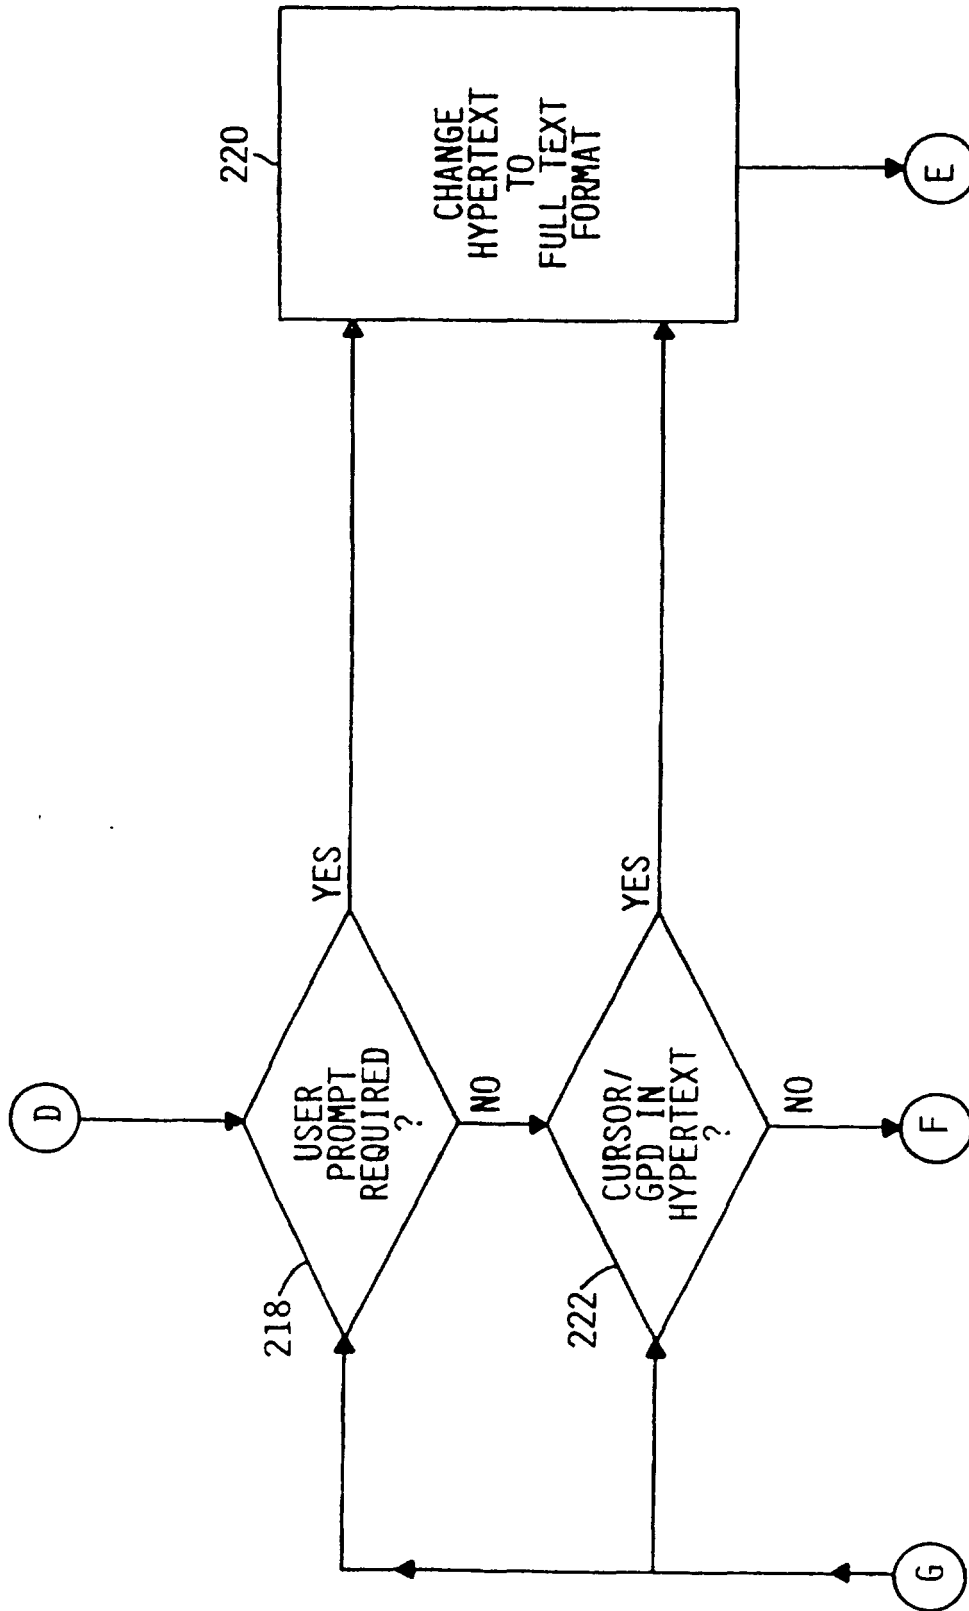 D
218
USER
PROMPT
REQUIRED
?
YES
NO
220
CHANGE
HYPERTEXT
TO
FULL TEXT
FORMAT
222
CURSOR/
GPD IN
HYPERTEXT
?
YES
NO
G
F
E